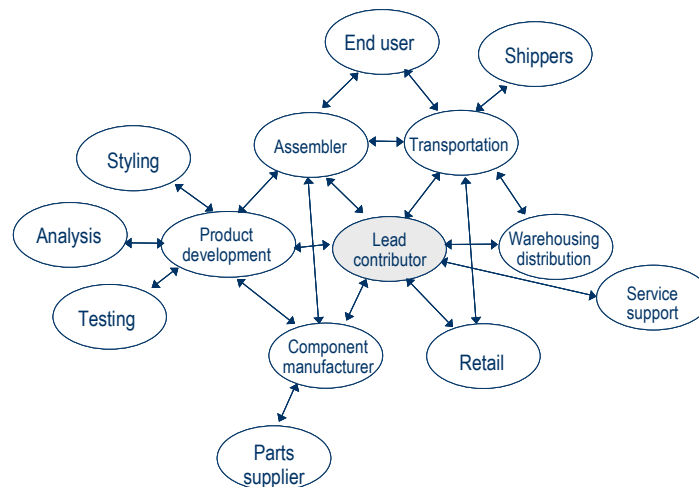 End user
Shippers
Assembler
Transportation
Styling
Analysis
Product
development
Lead
contributor
Warehousing
distribution
Testing
Service
support
Component
manufacturer
Retail
Parts
supplier